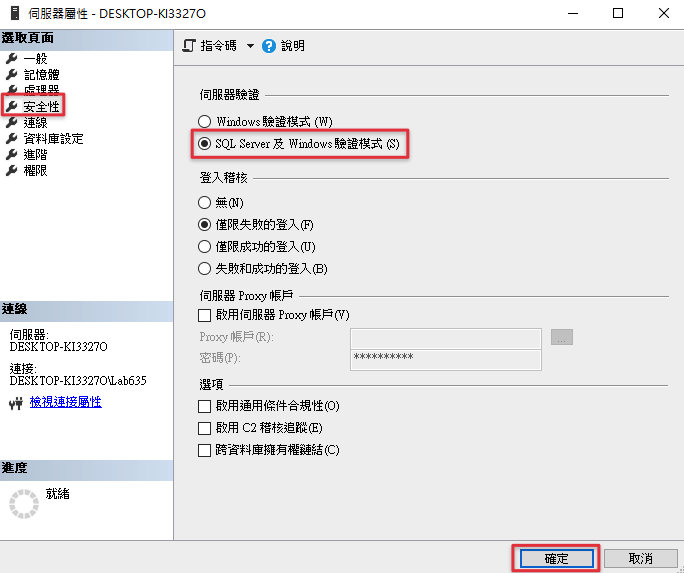 伺服器屬性 - DESKTOP-KI3327O
選取頁面
一般
記憶體
處理器
安全性
連線
資料庫設定
進階
權限
連線
伺服器:
DESKTOP-KI3327O
連接:
DESKTOP-KI3327O\Lab635
檢視連接屬性
進度
就緒
指令碼 說明
伺服器驗證
Windows 驗證模式 (W)
SQL Server 及 Windows 驗證模式 (S)
登入稽核
無(N)
僅限失敗的登入(F)
僅限成功的登入(U)
失敗和成功的登入(B)
伺服器 Proxy 帳戶
啟用伺服器 Proxy 帳戶(V)
Proxy 帳戶(R):
...
密碼(P):
**********
選項
啟用通用條件合規性(O)
啟用 C2 稽核追蹤(E)
跨資料庫擁有權鏈結(C)
確定 取消